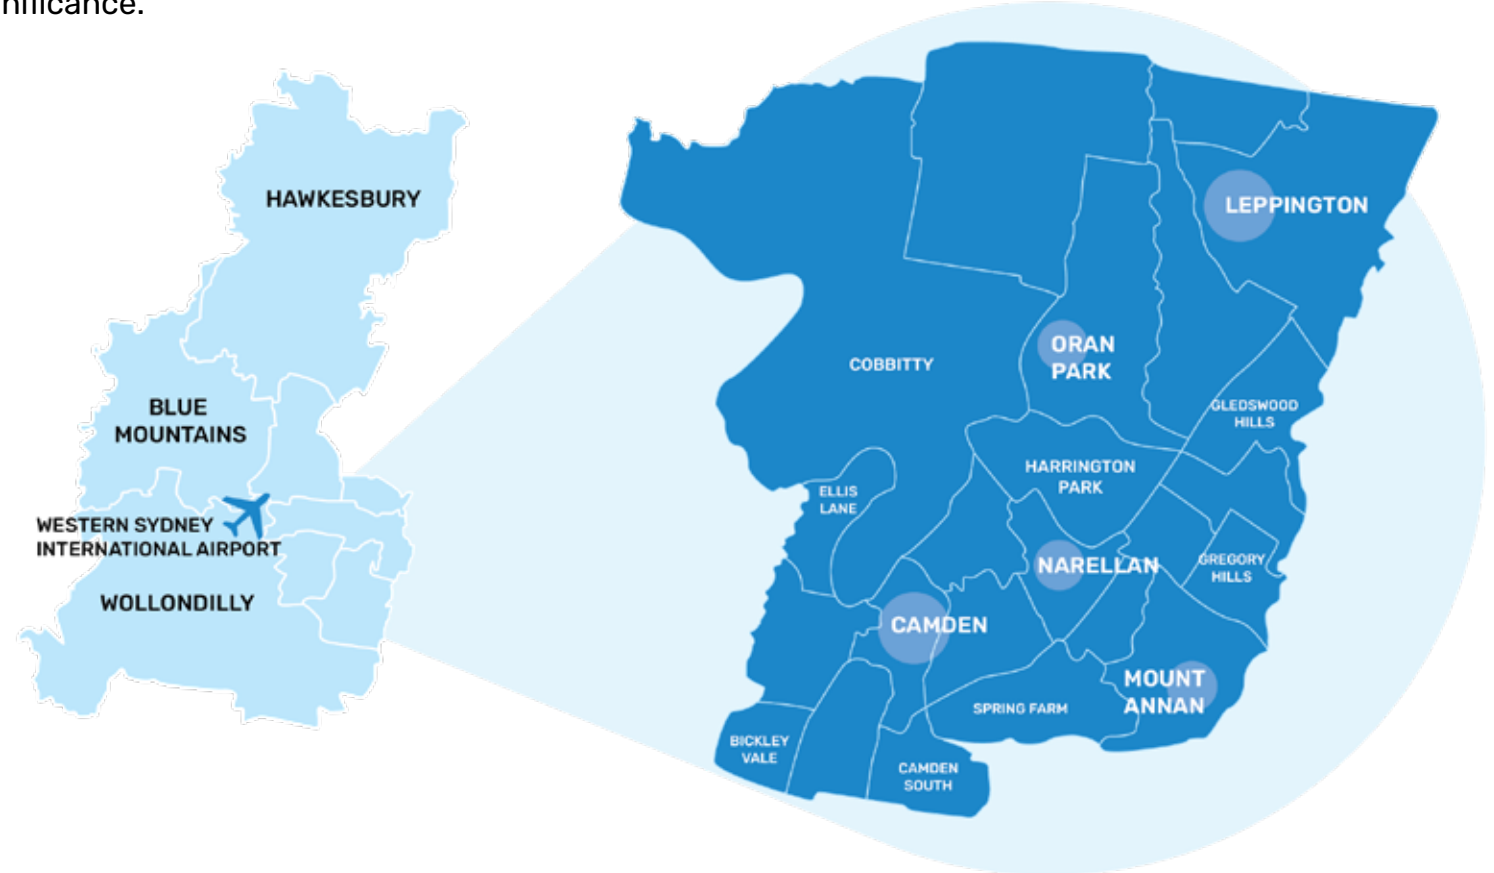 nificance.
HAWKESBURY
BLUE
MOUNTAINS
WESTERN SYDNEY
INTERNATIONAL AIRPORT
WOLLONDILLY
LEPPINGTON
ORAN
PARK
COBBITTY
GLEDSWOOD
HILLS
HARRINGTON
PARK
ELLIS
LANE
NARELLAN
GREGORY
HILLS
CAMDEN
MOUNT
ANNAN
SPRING FARM
BICKLEY
VALE
CAMDEN
SOUTH